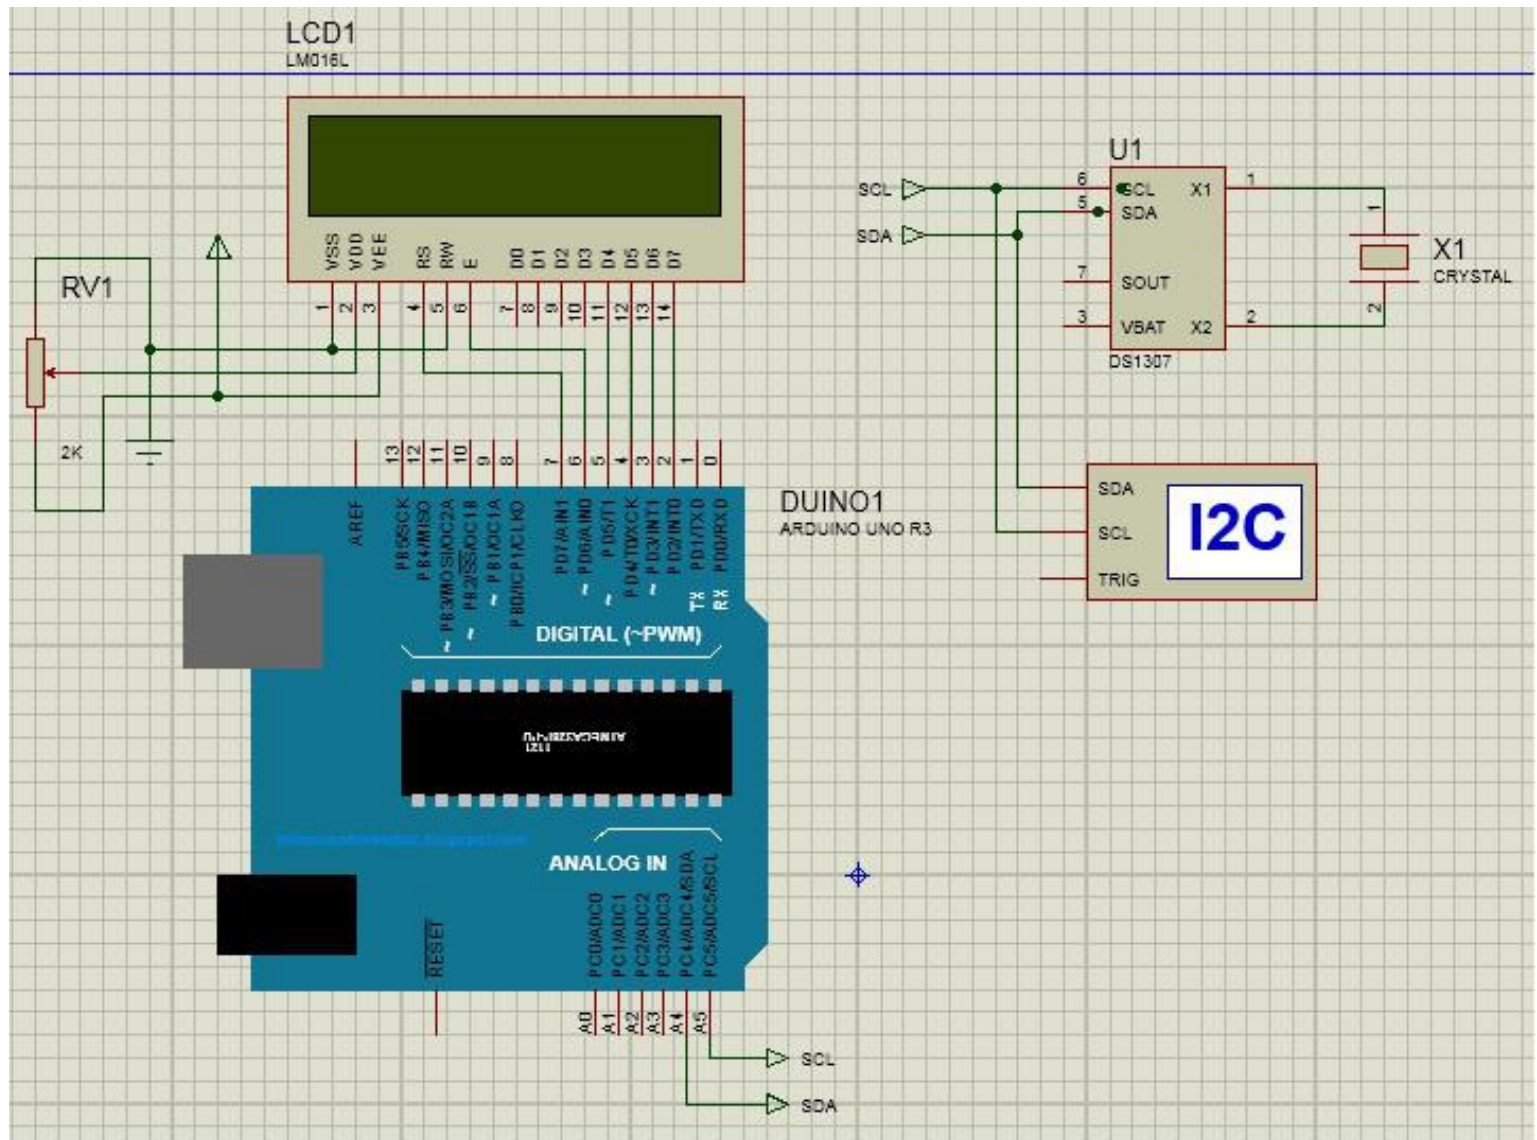 LCD1
LM016L
VSS
VDD
VEE
RS
RW
E
D0
D1
D2
D3
D4
D5
D6
D7
1
2
3
4
5
6
7
8
9
10
11
12
13
14
RV1
2K
SCL
SDA
U1
6
5
7
3
SCL
SDA
SOUT
VBAT
X1
X2
1
2
DS1307
1
2
X1
CRYSTAL
SDA
SCL
TRIG
I2C
DUINO1
ARDUINO UNO R3
13
12
11
10
9
8
7
6
5
4
3
2
1
0
AREF
PB5/SCK
PB4/MISO
~ PB3/MOSI/OC2A
~ PB2/SS/OC1B
~ PB1/OC1A
PB0/ICP1/CLKO
PD7/AIN1
~ PD6/AIN0
~ PD5/T1
PD4/T0/XCK
~ PD3/INT1
PD2/INT0
TX PD1/TXD
RX PD0/RXD
DIGITAL (~PWM)
1121
ANALOG IN
RESET
PC0/ADC0
PC1/ADC1
PC2/ADC2
PC3/ADC3
PC4/ADC4/SDA
PC5/ADC5/SCL
A0
A1
A2
A3
A4
A5
SCL
SDA